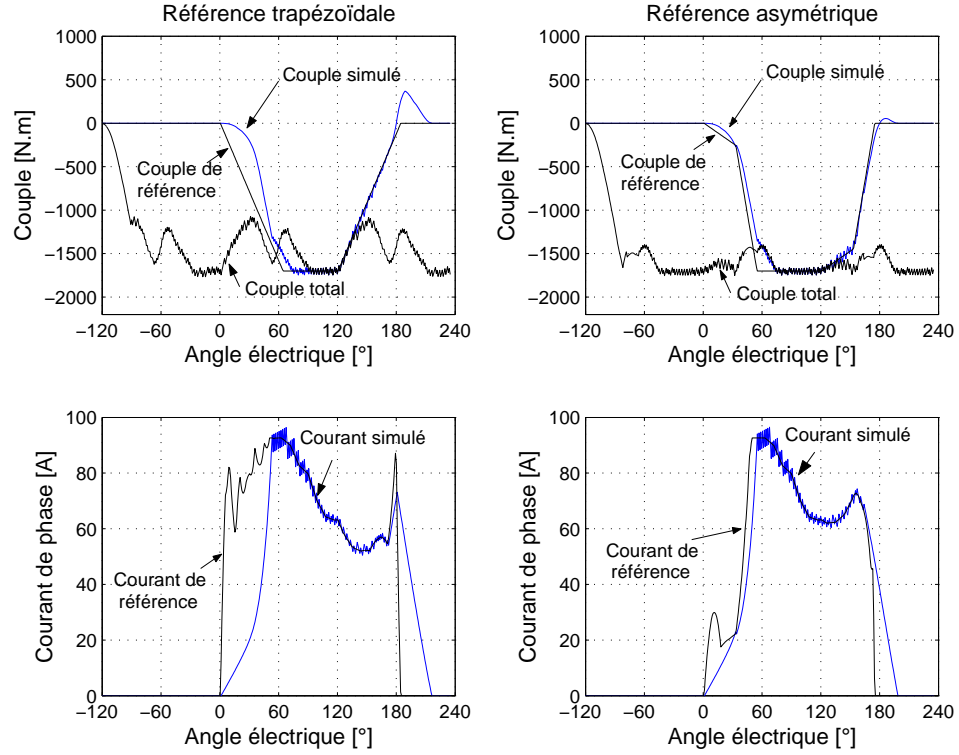 Référence trapézoïdale
1000
500
0
−500
−1000
−1500
−2000
Couple [N.m]
Couple simulé
Couple de
référence
Couple total
−120 −60 0 60 120 180 240
Angle électrique [°]
Référence asymétrique
1000
500
0
−500
−1000
−1500
−2000
Couple [N.m]
Couple simulé
Couple de
référence
Couple total
−120 −60 0 60 120 180 240
Angle électrique [°]
100
80
60
40
20
0
Courant de phase [A]
Courant simulé
Courant de
référence
−120 −60 0 60 120 180 240
Angle électrique [°]
100
80
60
40
20
0
Courant de phase [A]
Courant simulé
Courant de
référence
−120 −60 0 60 120 180 240
Angle électrique [°]